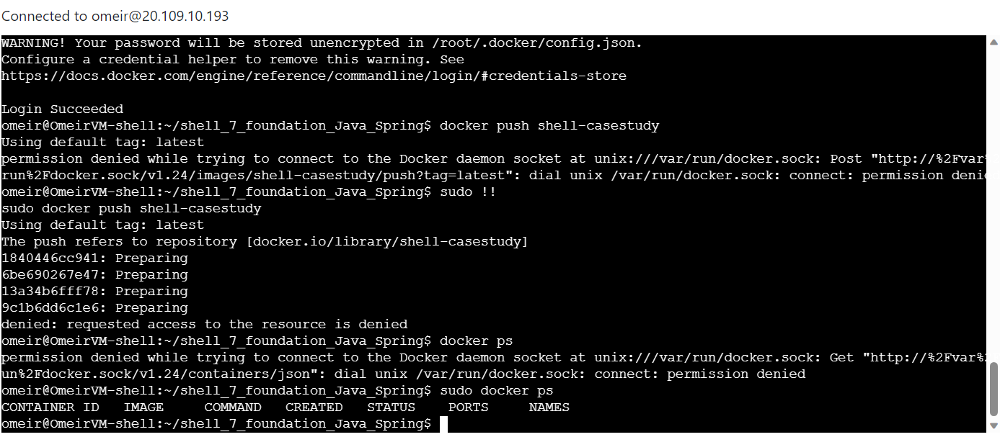 Connected to omeir@20.109.10.193
WARNING! Your password will be stored unencrypted in /root/.docker/config.json.
Configure a credential helper to remove this warning. See
https://docs.docker.com/engine/reference/commandline/login/#credentials-store
Login Succeeded
omeir@OmeirVM-shell:~/shell_7_foundation_Java_Spring$ docker push shell-casestudy
Using default tag: latest
permission denied while trying to connect to the Docker daemon socket at unix:///var/run/docker.sock: Post "http://%2Fvar%
run%2Fdocker.sock/v1.24/images/shell-casestudy/push?tag=latest": dial unix /var/run/docker.sock: connect: permission denied
omeir@OmeirVM-shell:~/shell_7_foundation_Java_Spring$ sudo !!
sudo docker push shell-casestudy
Using default tag: latest
The push refers to repository [docker.io/library/shell-casestudy]
1840446cc941: Preparing
6be690267e47: Preparing
13a34b6fff78: Preparing
9c1b6dd6c1e6: Preparing
denied: requested access to the resource is denied
omeir@OmeirVM-shell:~/shell_7_foundation_Java_Spring$ docker ps
permission denied while trying to connect to the Docker daemon socket at unix:///var/run/docker.sock: Get "http://%2Fvar%2
un%2Fdocker.sock/v1.24/containers/json": dial unix /var/run/docker.sock: connect: permission denied
omeir@OmeirVM-shell:~/shell_7_foundation_Java_Spring$ sudo docker ps
CONTAINER ID   IMAGE     COMMAND   CREATED   STATUS    PORTS     NAMES
omeir@OmeirVM-shell:~/shell_7_foundation_Java_Spring$